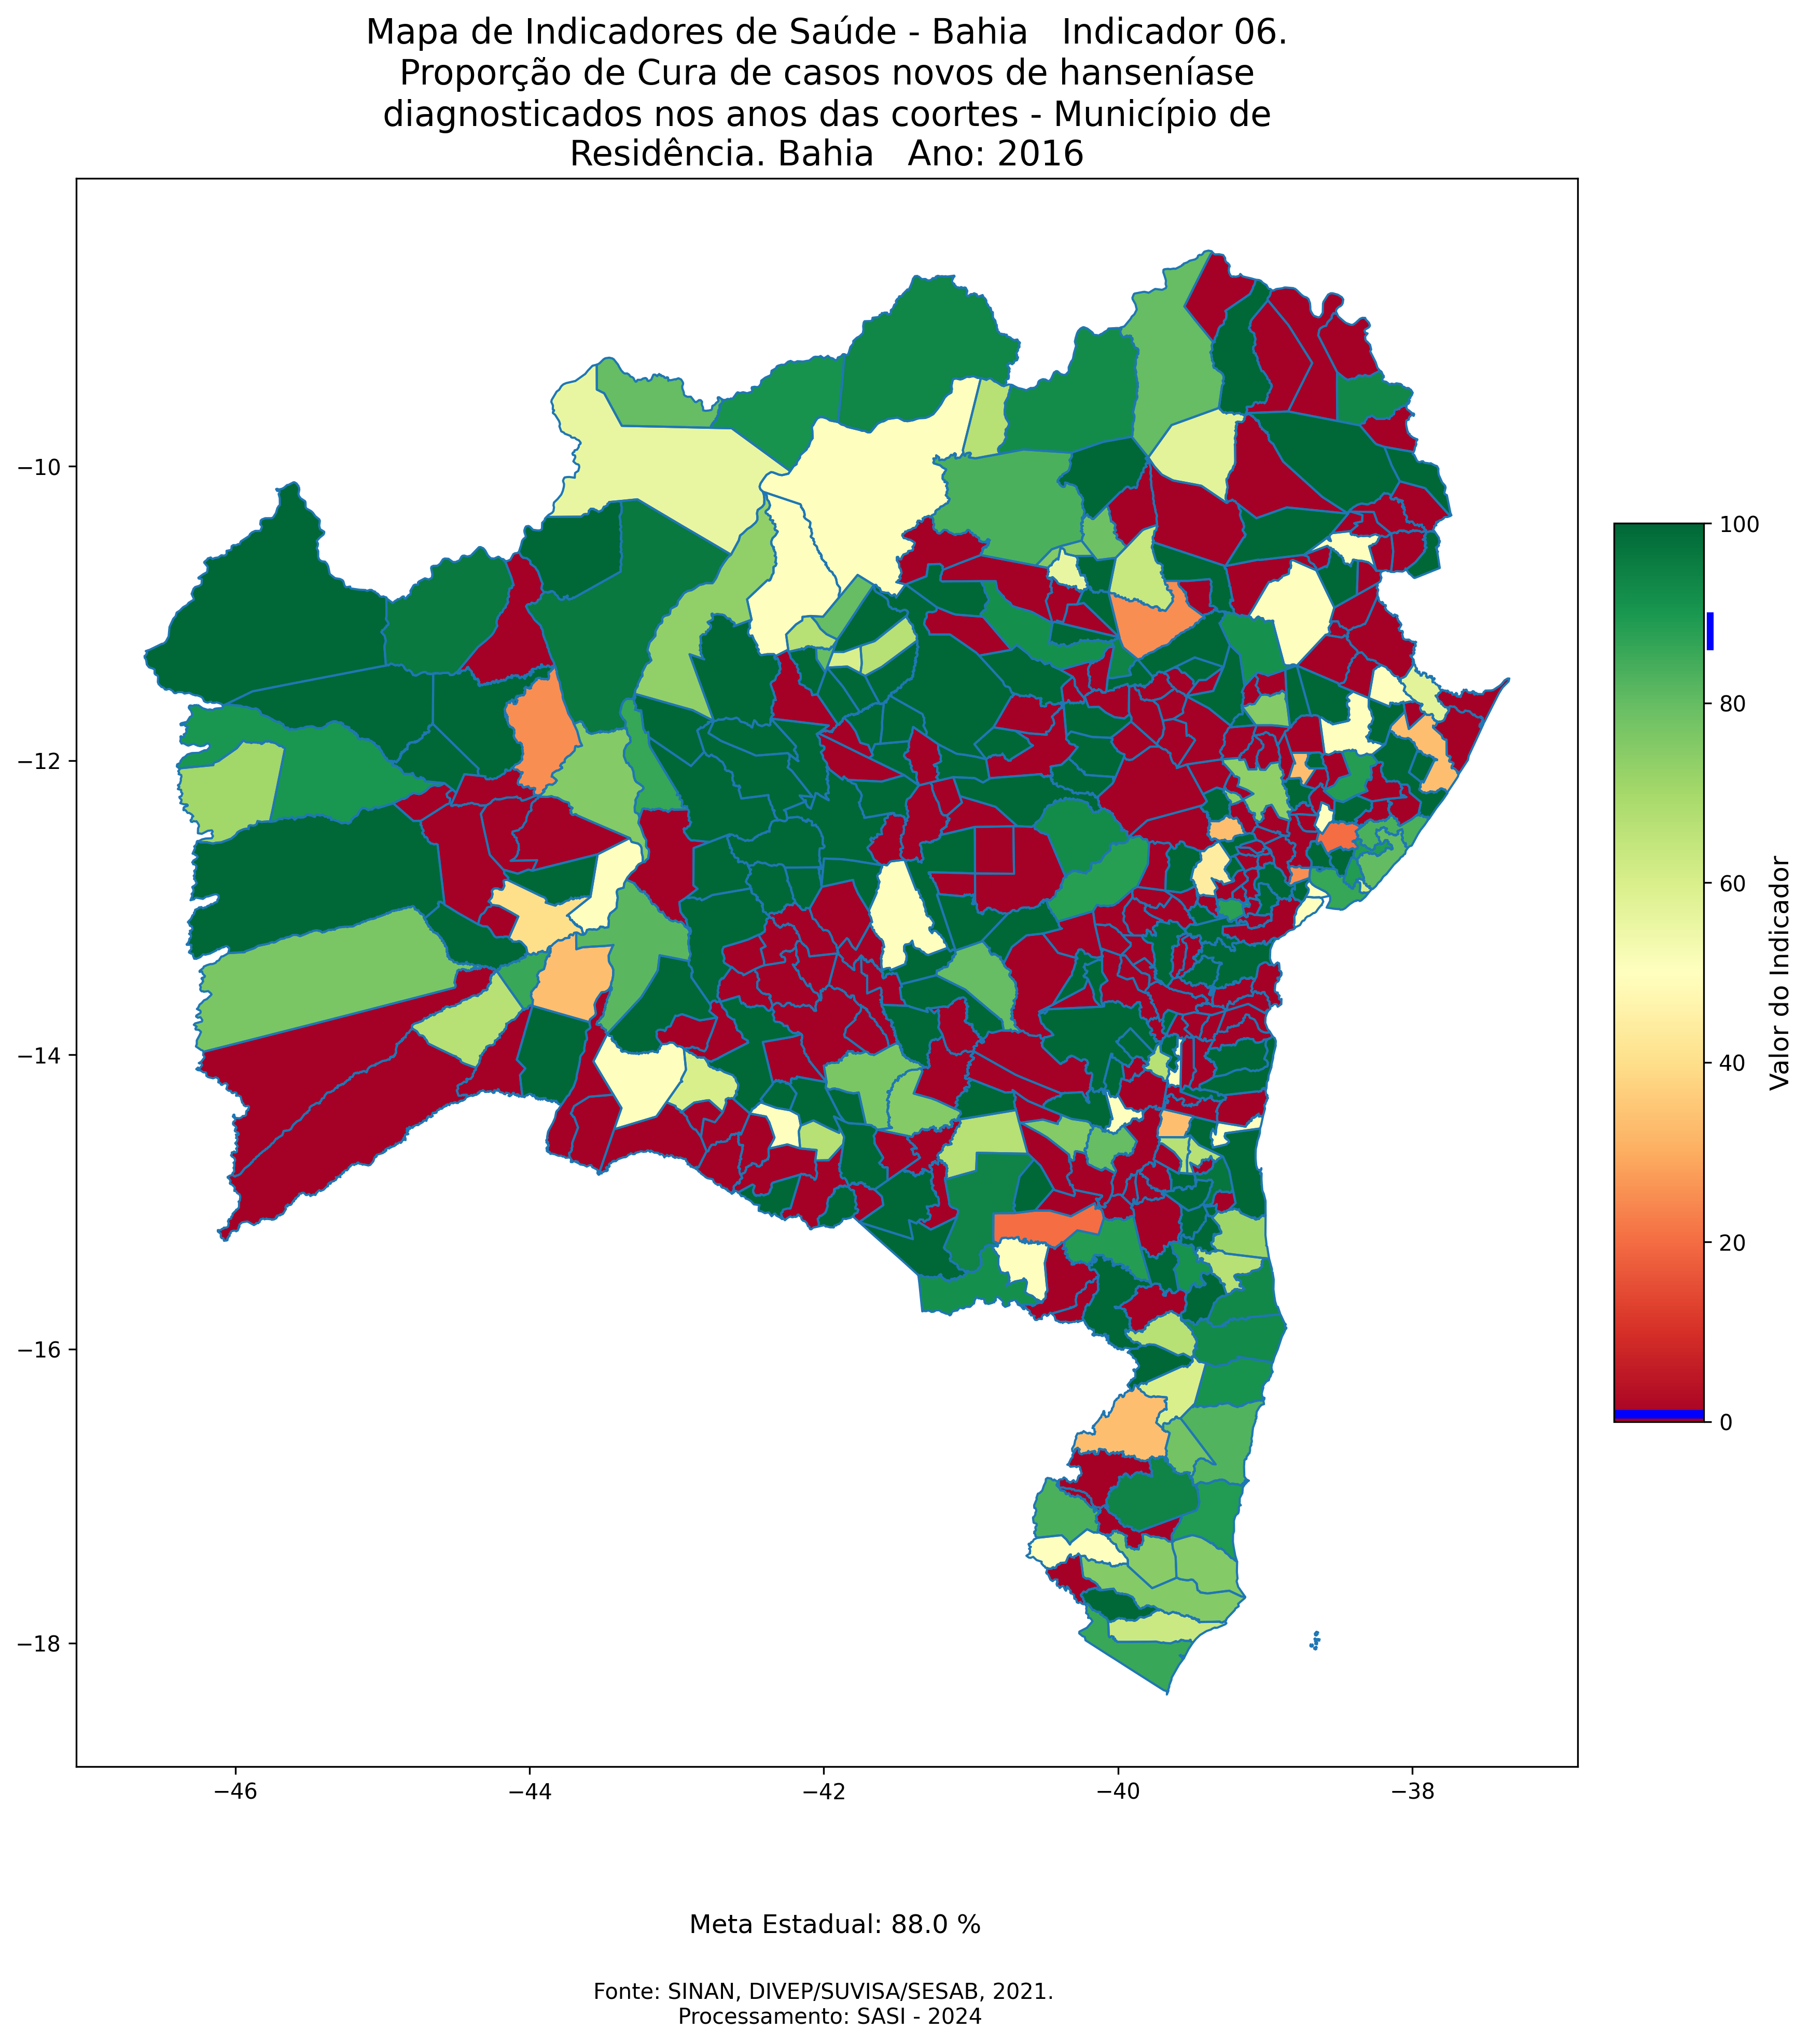 Mapa de Indicadores de Saúde - Bahia   Indicador 06.
Proporção de Cura de casos novos de hanseníase
diagnosticados nos anos das coortes - Município de
Residência. Bahia   Ano: 2016
−10
−12
−14
−16
−18
−46
−44
−42
−40
−38
100
80
60
40
20
0
Valor do Indicador
Meta Estadual: 88.0 %
Fonte: SINAN, DIVEP/SUVISA/SESAB, 2021.
Processamento: SASI - 2024